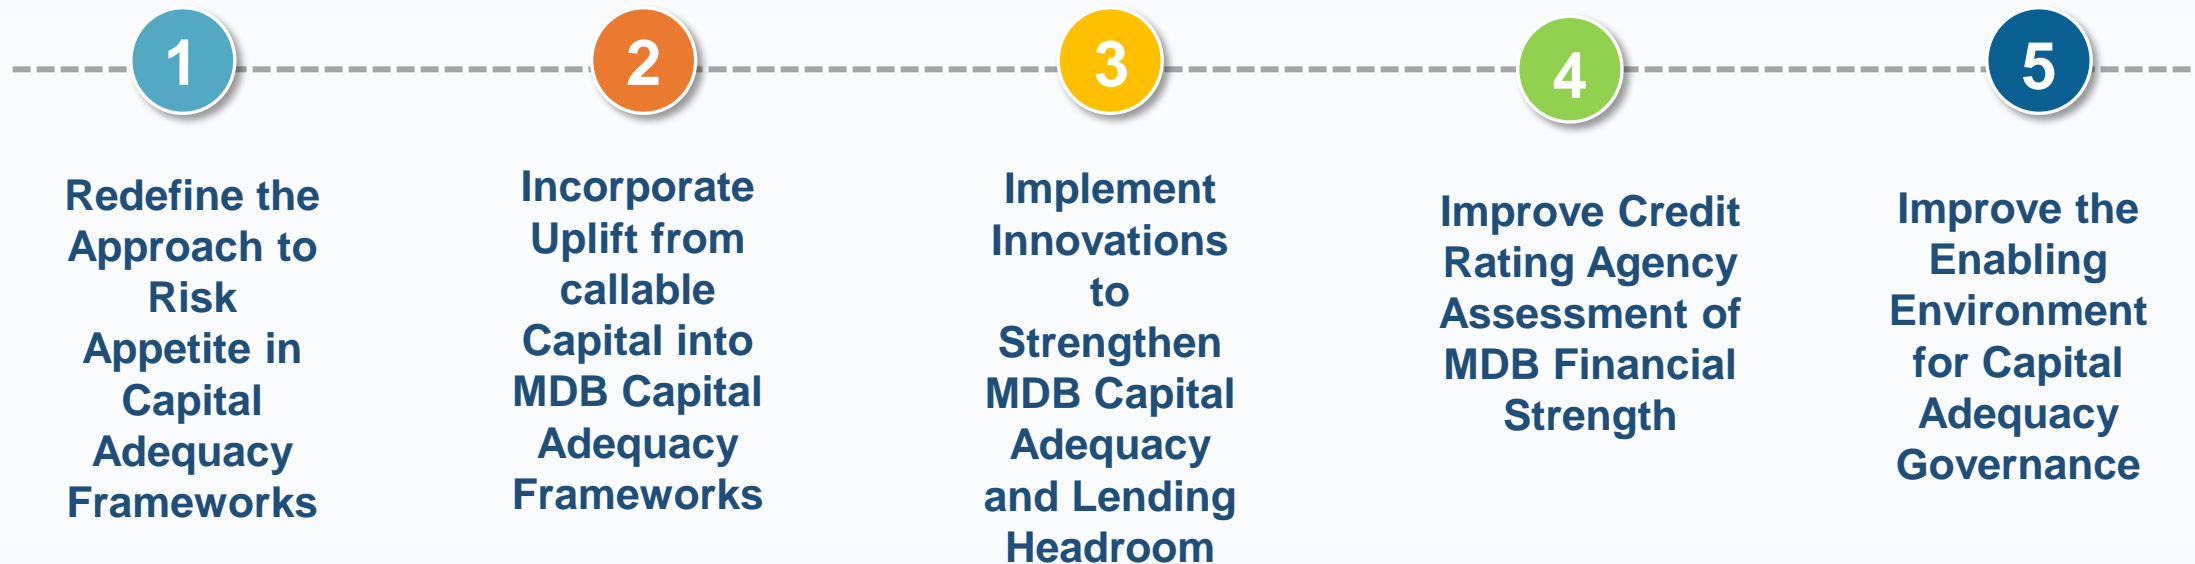 1
Redefine the
Approach to
Risk
Appetite in
Capital
Adequacy
Frameworks
2
Incorporate
Uplift from
callable
Capital into
MDB Capital
Adequacy
Frameworks
3
Implement
Innovations
to
Strengthen
MDB Capital
Adequacy
and Lending
Headroom
4
Improve Credit
Rating Agency
Assessment of
MDB Financial
Strength
5
Improve the
Enabling
Environment
for Capital
Adequacy
Governance